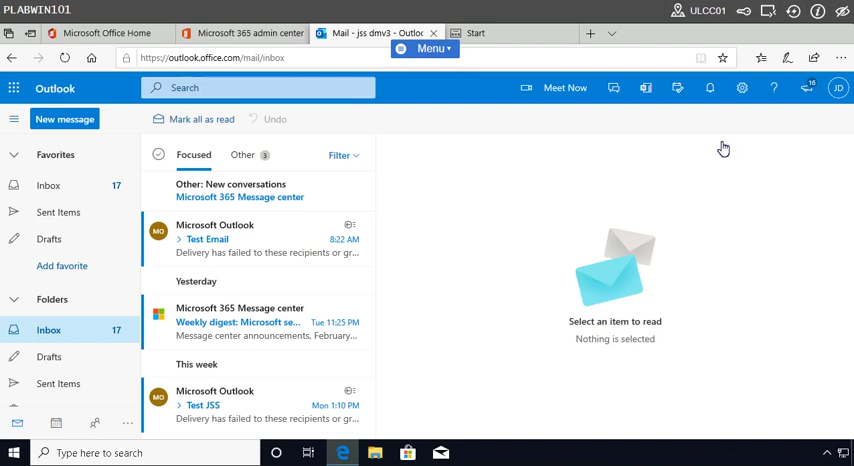 PLABWIN101
ULCC01
Microsoft Office Home
Microsoft 365 admin center
Mail - jss dmv3 - Outloo
Start
https://outlook.office.com/mail/inbox
Menu
Outlook
Search
Meet Now
16
JD
New message
Mark all as read
Undo
Favorites
Inbox 17
Sent Items
Drafts
Add favorite
Folders
Inbox 17
Drafts
Sent Items
Focused
Other 3
Filter
Other: New conversations
Microsoft 365 Message center
MO
Microsoft Outlook
Test Email 8:22 AM
Delivery has failed to these recipients or gr...
Yesterday
Microsoft 365 Message center
Weekly digest: Microsoft se... Tue 11:25 PM
Message center announcements, February...
This week
MO
Microsoft Outlook
Test JSS Mon 1:10 PM
Delivery has failed to these recipients or gr...
Select an item to read
Nothing is selected
Type here to search